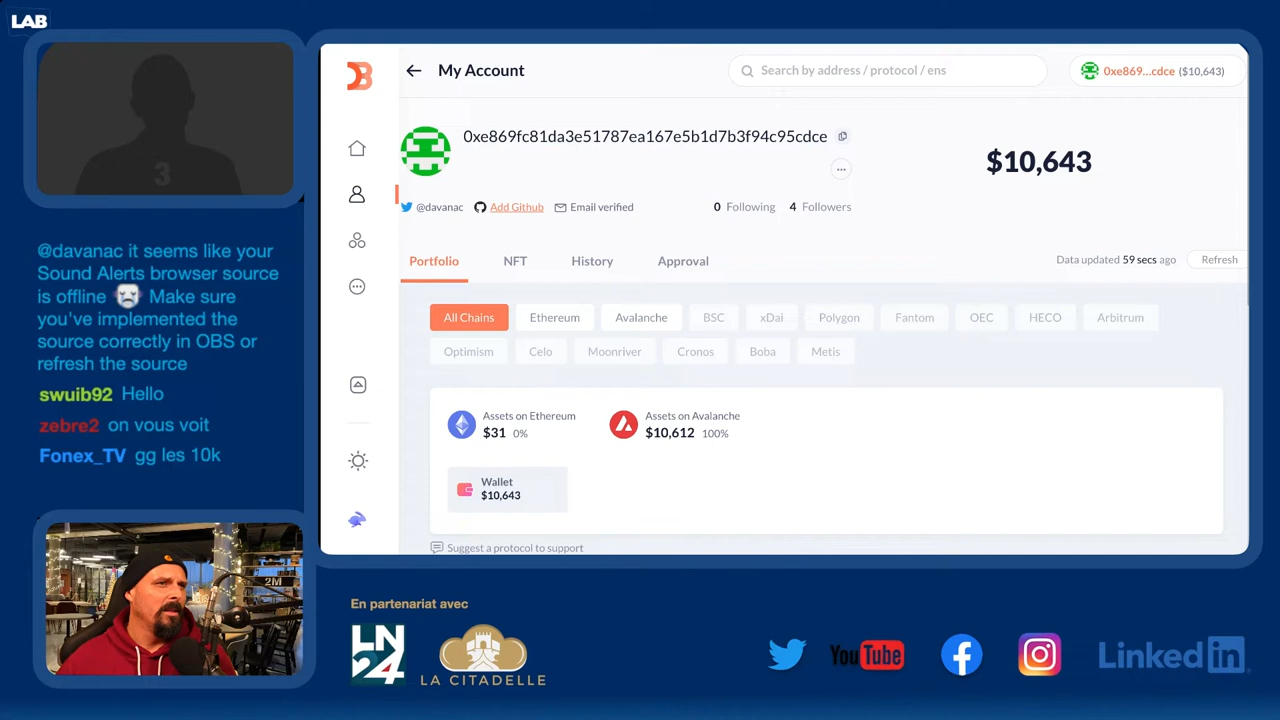 LAB
3
@davanac it seems like your
Sound Alerts browser source
is offline Make sure
you've implemented the
source correctly in OBS or
refresh the source
swuib92 Hello
zebre2 on vous voit
Fonex_TV gg les 10k
2M
My Account
Search by address / protocol / ens
0xe869...cdce ($10,643)
0xe869fc81da3e51787ea167e5b1d7b3f94c95cdce
$10,643
...
@davanac Add Github Email verified 0 Following 4 Followers
Portfolio NFT History Approval Data updated 59 secs ago Refresh
All Chains Ethereum Avalanche BSC xDai Polygon Fantom OEC HECO Arbitrum
Optimism Celo Moonriver Cronos Boba Metis
Assets on Ethereum
$31 0%
Assets on Avalanche
$10,612 100%
Wallet
$10,643
Suggest a protocol to support
En partenariat avec
LN
24
LA CITADELLE
YouTube
LinkedIn